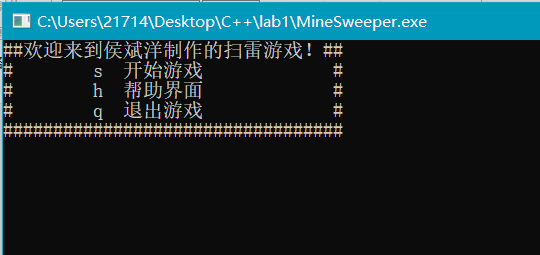 C:\Users\21714\Desktop\C++\lab1\MineSweeper.exe
##欢迎来到侯斌洋制作的扫雷游戏！##
#        s  开始游戏             #
#        h  帮助界面             #
#        q  退出游戏             #
##################################